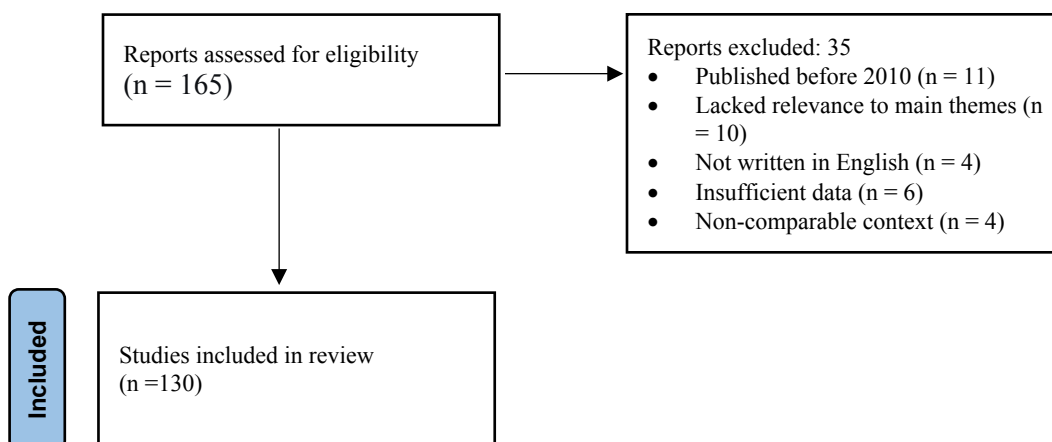 Reports assessed for eligibility
(n = 165)
Reports excluded: 35
• Published before 2010 (n = 11)
• Lacked relevance to main themes (n
= 10)
• Not written in English (n = 4)
• Insufficient data (n = 6)
• Non-comparable context (n = 4)
Included
Studies included in review
(n =130)